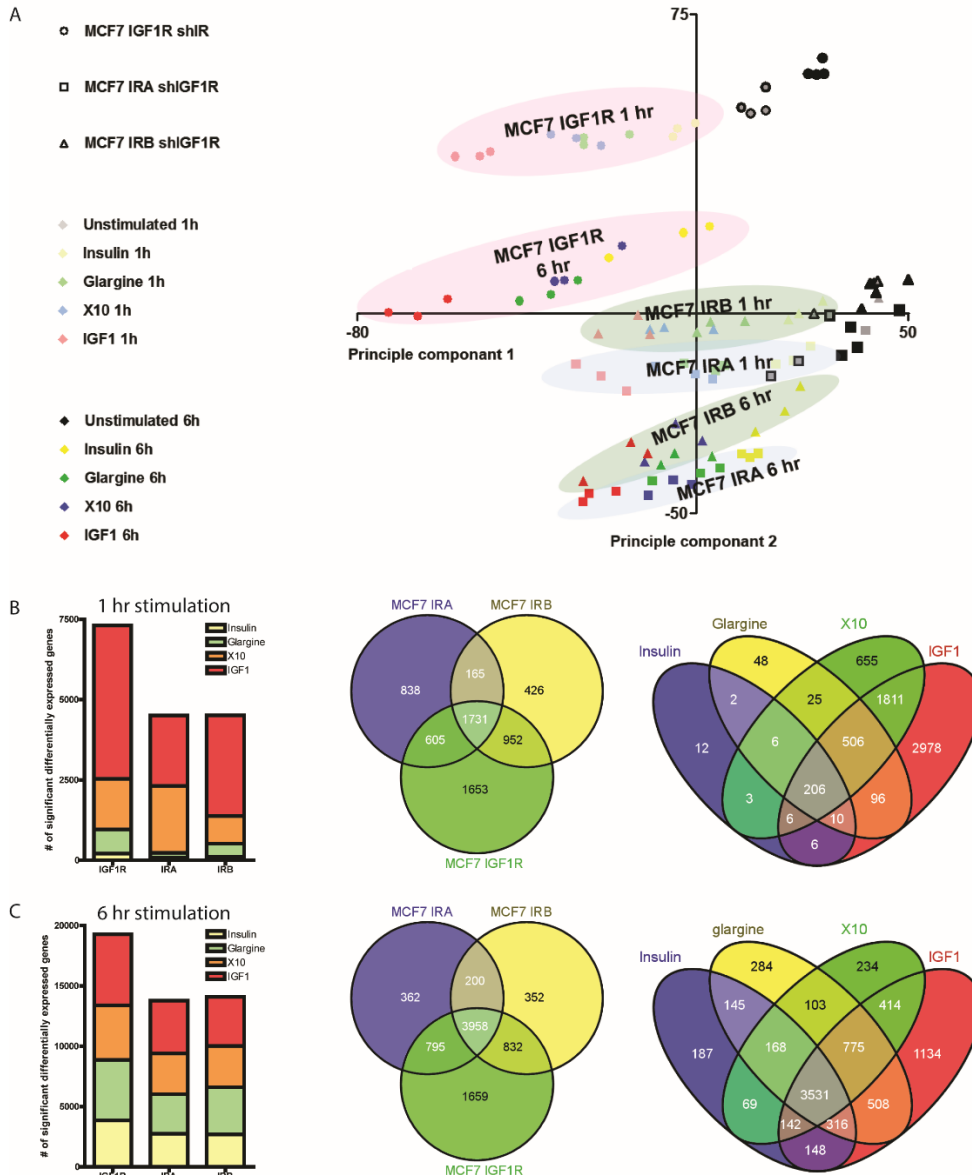 A
MCF7 IGF1R shIR
MCF7 IRA shIGF1R
MCF7 IRB shIGF1R
Unstimulated 1h
Insulin 1h
Glargine 1h
X10 1h
IGF1 1h
Unstimulated 6h
Insulin 6h
Glargine 6h
X10 6h
IGF1 6h
75
MCF7 IGF1R 1 hr
MCF7 IGF1R
6 hr
MCF7 IRB 1 hr
-80
50
Principle componant 1
MCF7 IRA 1 hr
MCF7 IRB 6 hr
MCF7 IRA 6 hr
-50
Principle componant 2
B
1 hr stimulation
# of significant differentially expressed genes
7500
5000
2500
0
Insulin
Glargine
X10
IGF1
IGF1R
IRA
IRB
MCF7 IRA
MCF7 IRB
165
838
426
1731
605
952
1653
MCF7 IGF1R
Glargine
X10
Insulin
IGF1
48
655
2
25
1811
12
6
506
2978
3
206
96
6
10
6
C
6 hr stimulation
# of significant differentially expressed genes
20000
15000
10000
5000
0
Insulin
Glargine
X10
IGF1
IGF1R
IRA
IRB
MCF7 IRA
MCF7 IRB
200
362
352
3958
795
832
1659
MCF7 IGF1R
glargine
X10
Insulin
IGF1
284
234
145
103
414
187
168
775
1134
69
3531
508
142
316
148